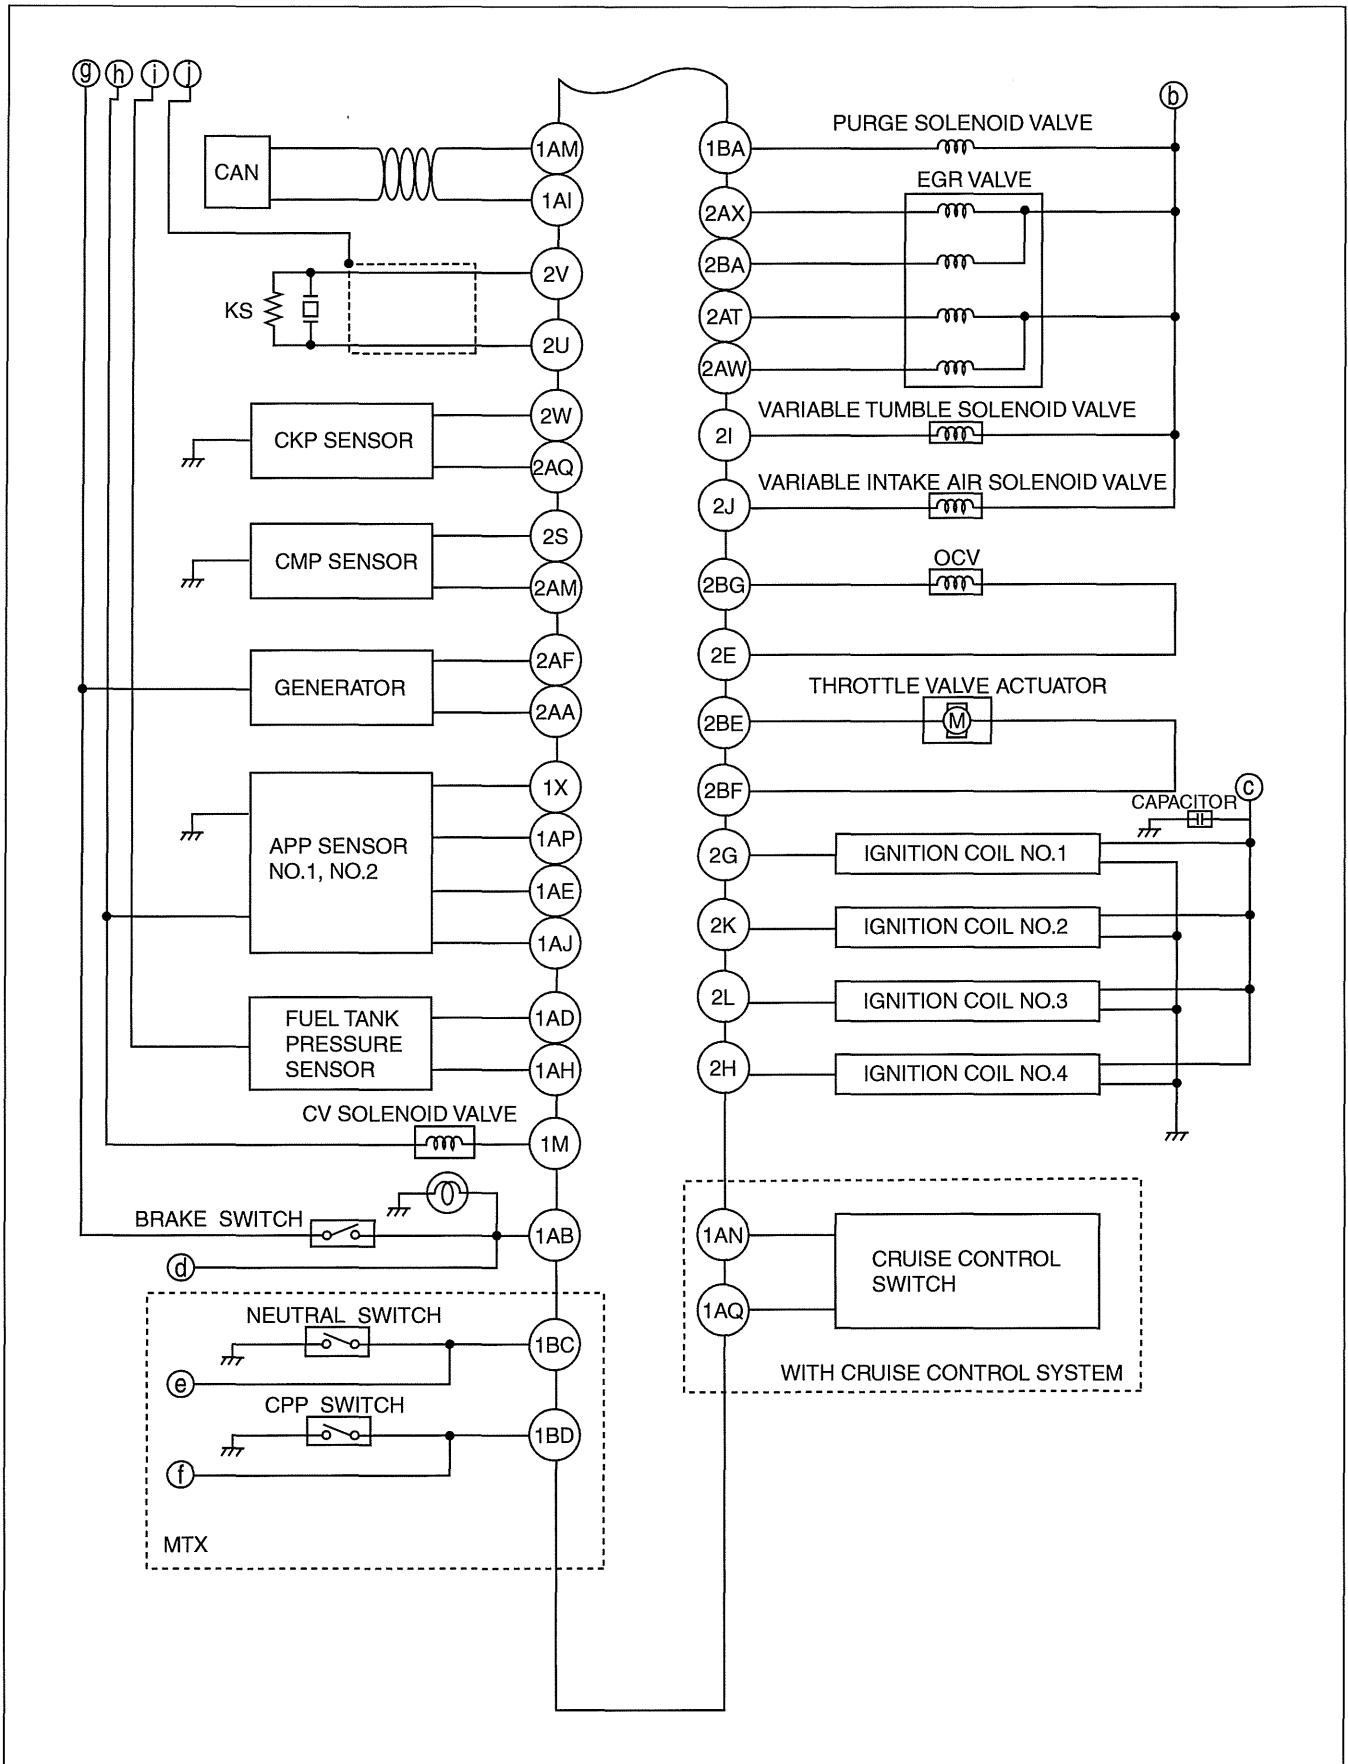 g h i j
b
CAN
1AM
1AI
KS
2V
2U
CKP SENSOR
2W
2AQ
CMP SENSOR
2S
2AM
GENERATOR
2AF
2AA
APP SENSOR
NO.1, NO.2
1X
1AP
1AE
1AJ
FUEL TANK
PRESSURE
SENSOR
1AD
1AH
CV SOLENOID VALVE
1M
BRAKE SWITCH
1AB
d
NEUTRAL SWITCH
1BC
e
CPP SWITCH
1BD
f
MTX
PURGE SOLENOID VALVE
1BA
EGR VALVE
2AX
2BA
2AT
2AW
VARIABLE TUMBLE SOLENOID VALVE
2I
VARIABLE INTAKE AIR SOLENOID VALVE
2J
OCV
2BG
2E
THROTTLE VALVE ACTUATOR
2BE
M
2BF
c
CAPACITOR
2G
IGNITION COIL NO.1
2K
IGNITION COIL NO.2
2L
IGNITION COIL NO.3
2H
IGNITION COIL NO.4
1AN
1AQ
CRUISE CONTROL
SWITCH
WITH CRUISE CONTROL SYSTEM